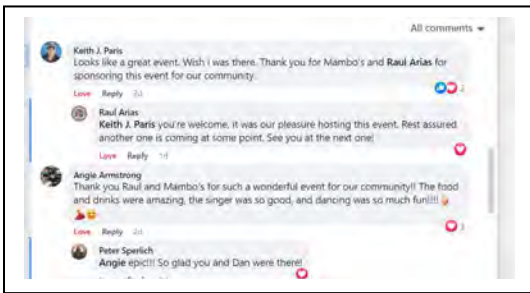 All comments
Keith J. Paris
Looks like a great event. Wish i was there. Thank you for Mambo's and Raul Arias for
sponsoring this event for our community.
Love Reply 2d
2
Raul Arias
Keith J. Paris you're welcome, it was our pleasure hosting this event. Rest assured
another one is coming at some point. See you at the next one!
Love Reply 1d
Angie Armstrong
Thank you Raul and Mambo's for such a wonderful event for our community!! The food
and drinks were amazing, the singer was so good, and dancing was so much fun!!!!
Love Reply 2d
3
Peter Sperlich
Angie epic!!! So glad you and Dan were there!